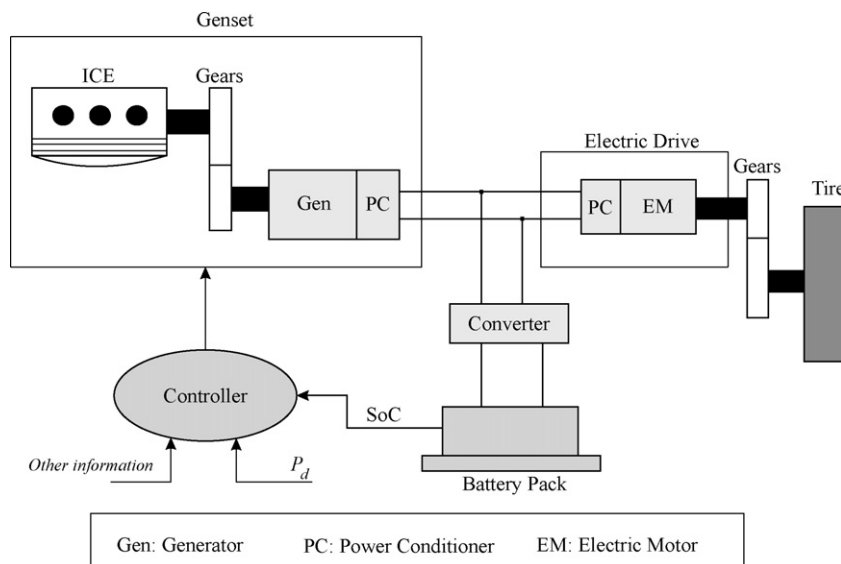 Genset
ICE
Gears
Electric Drive
Gears
Tire
Gen
PC
PC
EM
Converter
Controller
SoC
Other information
P_d
Battery Pack
Gen: Generator PC: Power Conditioner EM: Electric Motor